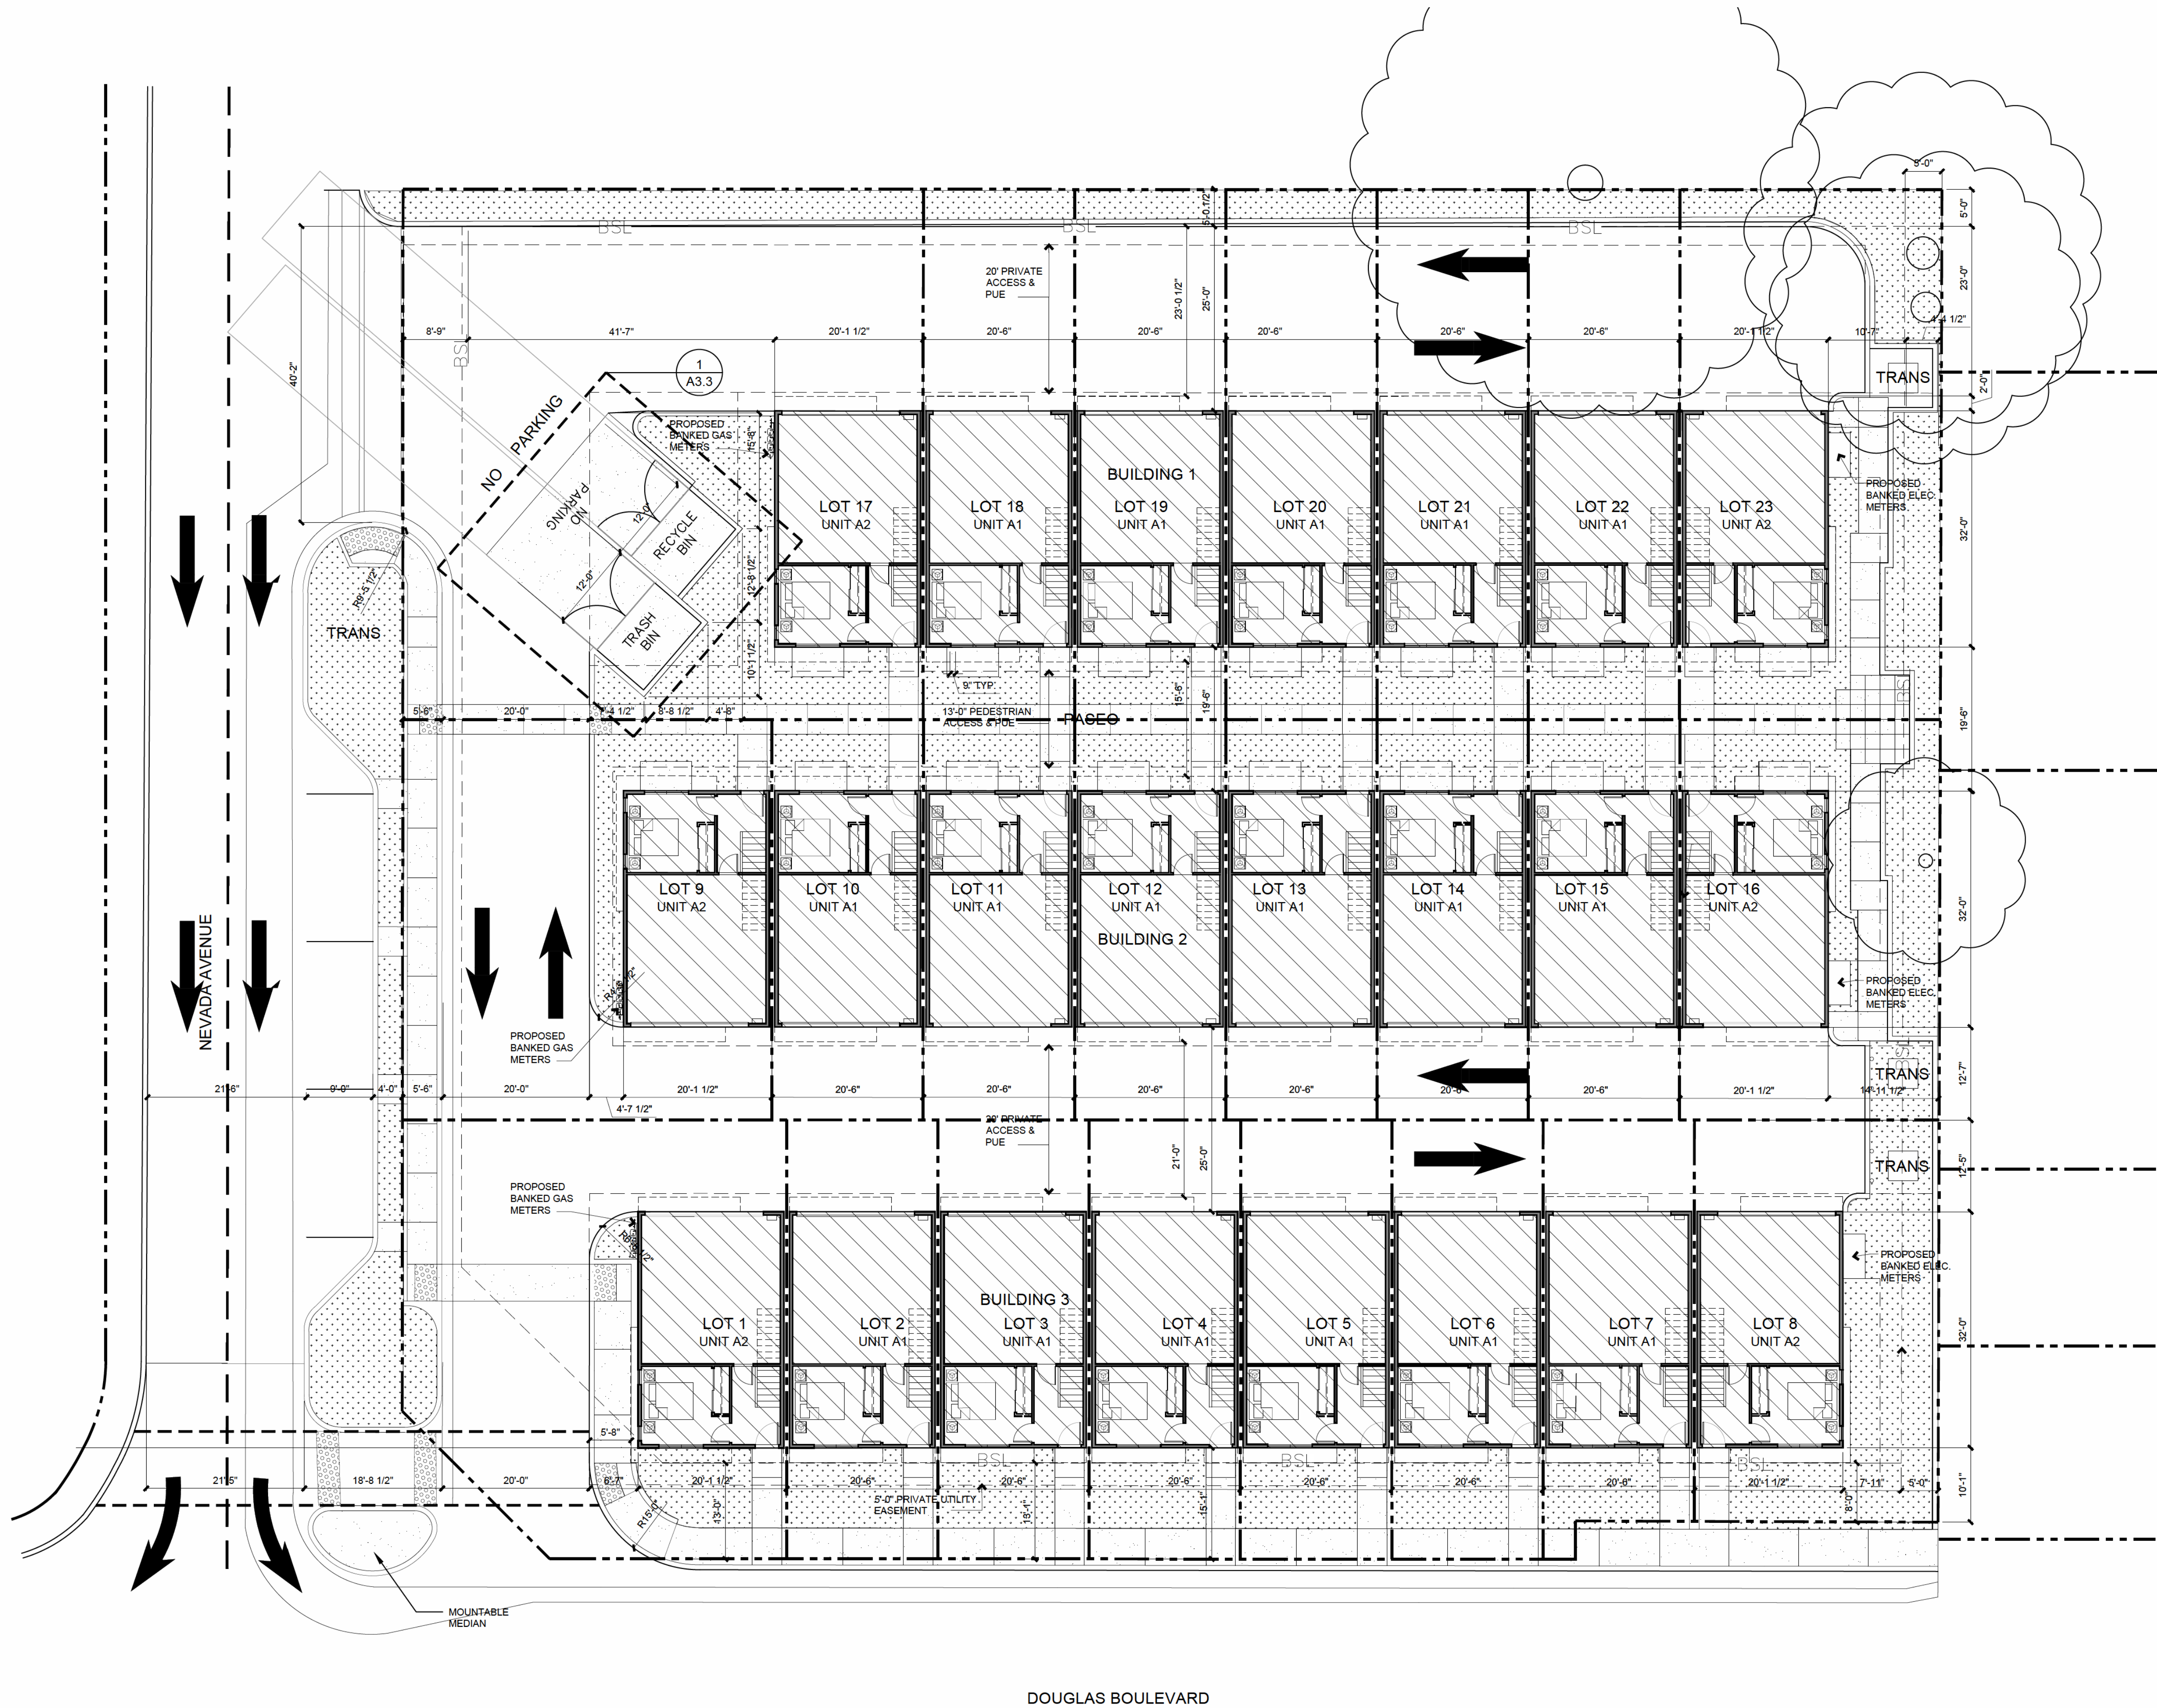 5'-0"
5'-0 1/2"
5'-0"
BSL
BSL
BSL
20' PRIVATE
ACCESS &
PUE
23'-0 1/2"
25'-0"
23'-0"
4'-4 1/2"
8'-9"
41'-7"
20'-1 1/2"
20'-6"
20'-6"
20'-6"
20'-6"
20'-6"
20'-1 1/2"
10'-7"
BSL
40'-2"
1
A3.3
TRANS
2'-0"
NO PARKING
PROPOSED
BANKED GAS
METERS
15'-8"
NO
PARKING
BUILDING 1
PROPOSED
BANKED ELEC.
METERS
LOT 17
UNIT A2
LOT 18
UNIT A1
LOT 19
UNIT A1
LOT 20
UNIT A1
LOT 21
UNIT A1
LOT 22
UNIT A1
LOT 23
UNIT A2
12'-0"
RECYCLE
BIN
32'-0"
12'-0"
12'-8 1/2"
R9'-5 1/2"
TRANS
TRASH
BIN
10'-1 1/2"
9" TYP.
15'-6"
19'-6"
5'-6"
20'-0"
8'-8 1/2"
4'-8"
13'-0" PEDESTRIAN
ACCESS & PUE
PASEO
19'-6"
LOT 9
UNIT A2
LOT 10
UNIT A1
LOT 11
UNIT A1
LOT 12
UNIT A1
LOT 13
UNIT A1
LOT 14
UNIT A1
LOT 15
UNIT A1
LOT 16
UNIT A2
32'-0"
BUILDING 2
NEVADA AVENUE
PROPOSED
BANKED ELEC.
METERS
PROPOSED
BANKED GAS
METERS
TRANS
12'-7"
21'-6"
9'-0"
4'-0"
5'-6"
20'-0"
20'-1 1/2"
20'-6"
20'-6"
20'-6"
20'-6"
20'-6"
20'-6"
20'-1 1/2"
14'-11 1/2"
4'-7 1/2"
20' PRIVATE
ACCESS &
PUE
21'-0"
25'-0"
TRANS
12'-5"
PROPOSED
BANKED GAS
METERS
PROPOSED
BANKED ELEC.
METERS
BUILDING 3
LOT 1
UNIT A2
LOT 2
UNIT A1
LOT 3
UNIT A1
LOT 4
UNIT A1
LOT 5
UNIT A1
LOT 6
UNIT A1
LOT 7
UNIT A1
LOT 8
UNIT A2
32'-0"
5'-8"
BSL
BSL
BSL
21'-5"
18'-8 1/2"
20'-0"
6'-7"
20'-1 1/2"
20'-6"
20'-6"
20'-6"
20'-6"
20'-6"
20'-6"
20'-1 1/2"
7'-11"
5'-0"
10'-1"
5'-0" PRIVATE UTILITY
EASEMENT
R15'-0"
13'-0"
13'-1"
15'-1"
8'-0"
MOUNTABLE
MEDIAN
DOUGLAS BOULEVARD